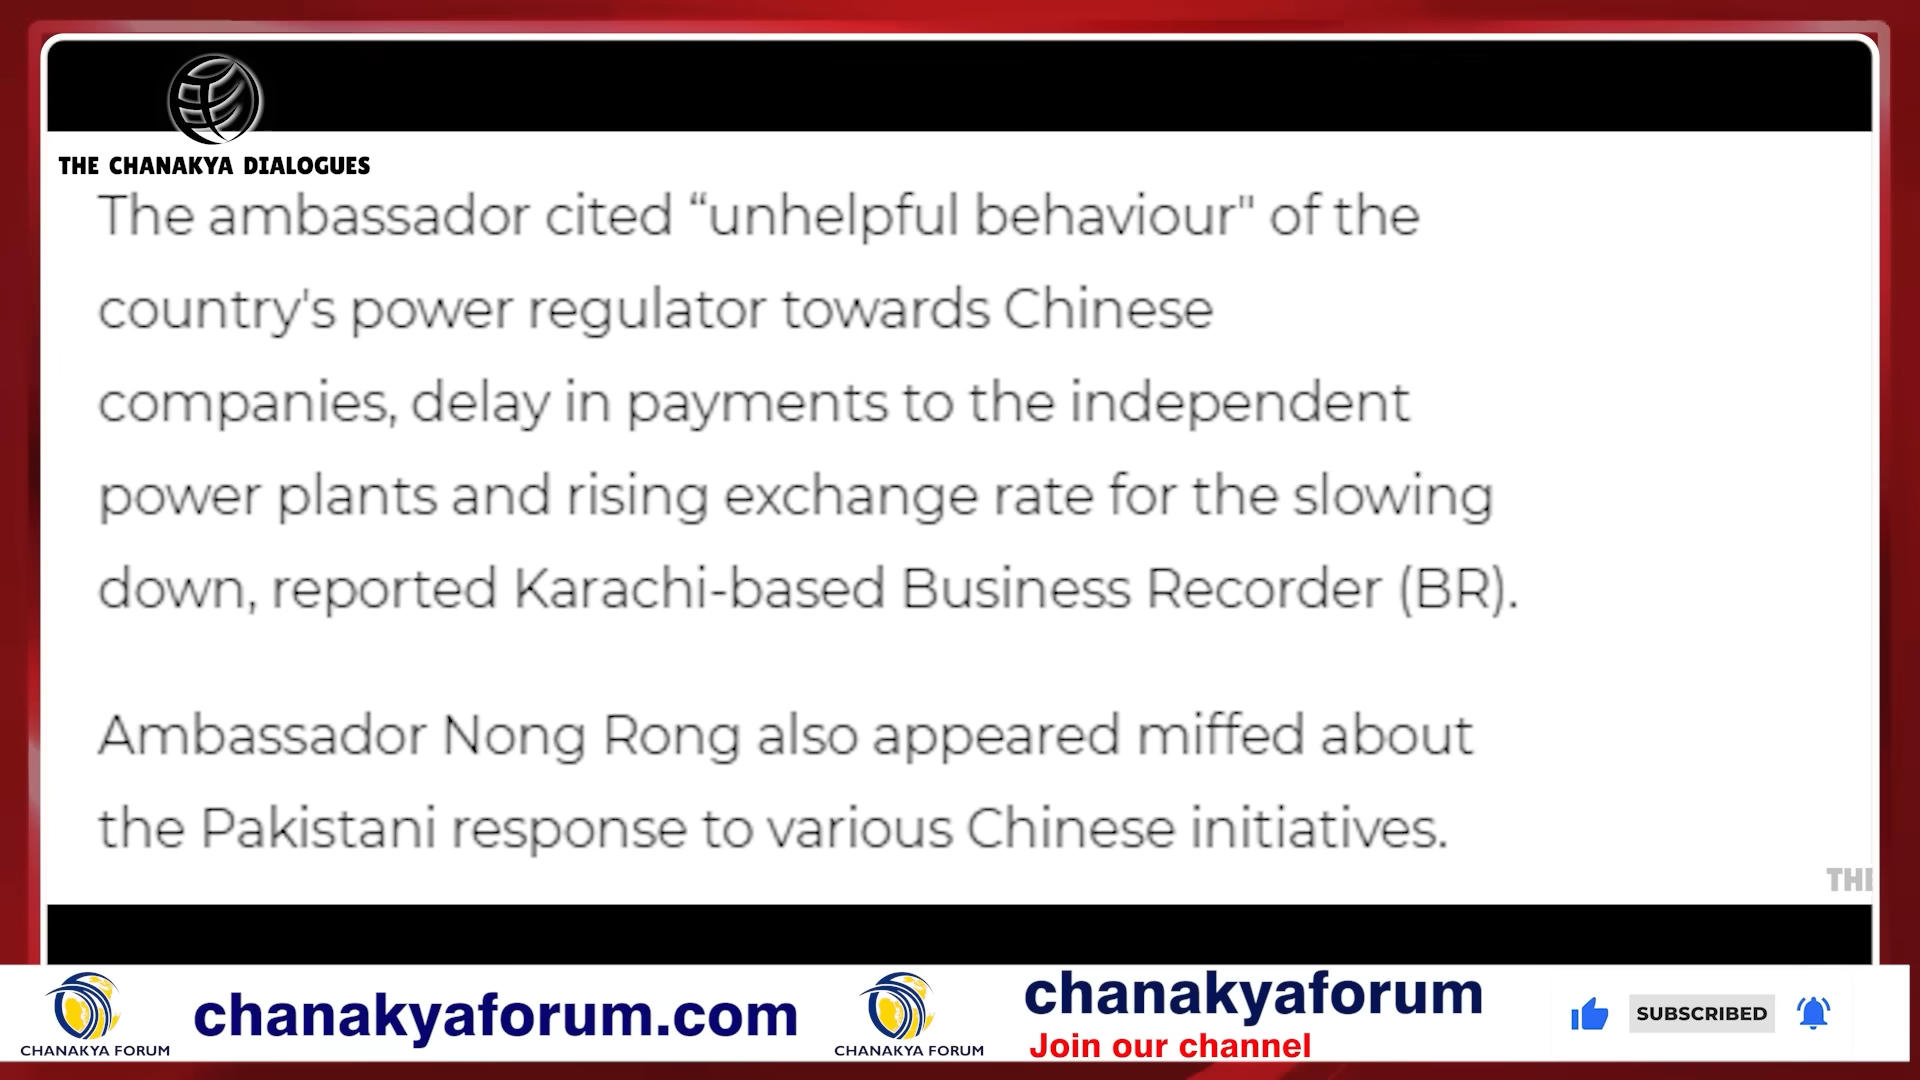 THE CHANAKYA DIALOGUES
The ambassador cited “unhelpful behaviour" of the
country's power regulator towards Chinese
companies, delay in payments to the independent
power plants and rising exchange rate for the slowing
down, reported Karachi-based Business Recorder (BR).
Ambassador Nong Rong also appeared miffed about
the Pakistani response to various Chinese initiatives.
THE
CHANAKYA FORUM
chanakyaforum.com
CHANAKYA FORUM
chanakyaforum
Join our channel
SUBSCRIBED